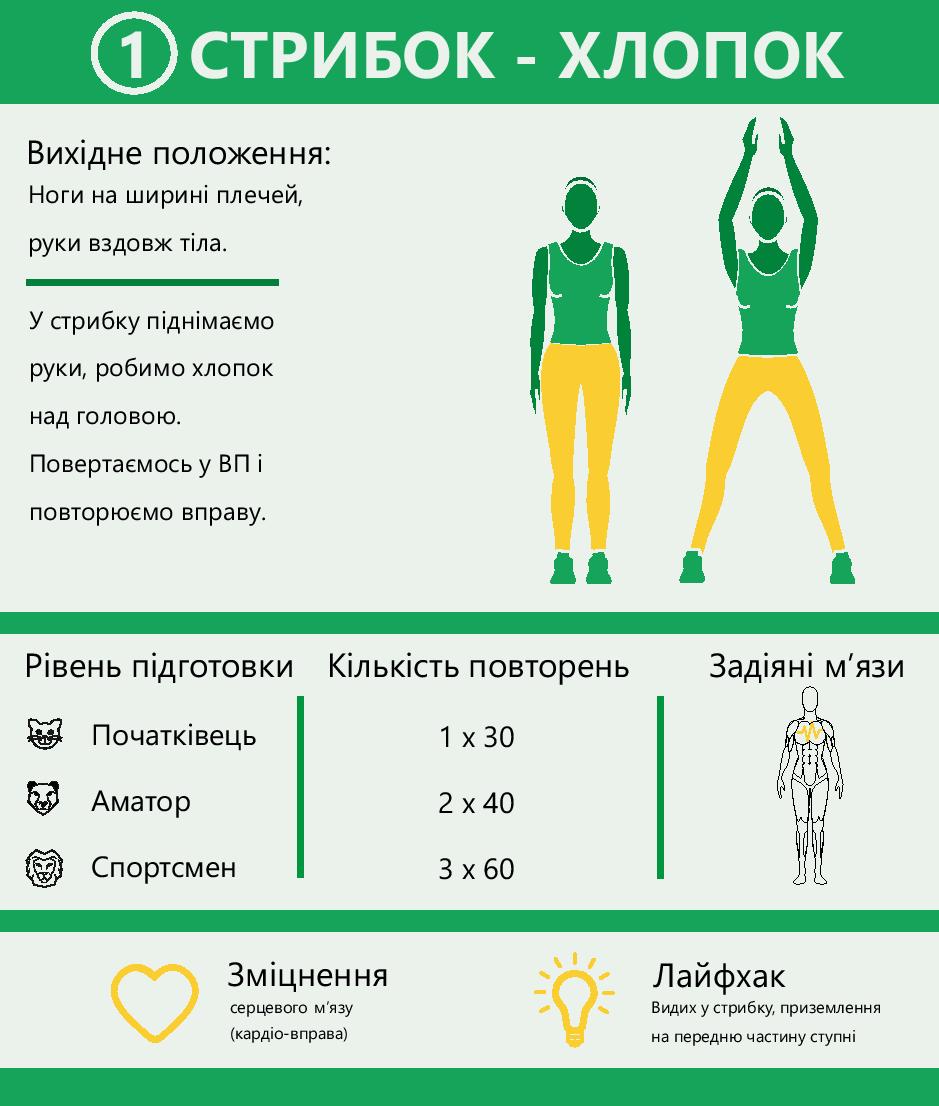 1 СТРИБОК - ХЛОПОК
Вихідне положення:
Ноги на ширині плечей,
руки вздовж тіла.
У стрибку піднімаємо
руки, робимо хлопок
над головою.
Повертаємось у ВП і
повторюємо вправу.
Рівень підготовки Кількість повторень Задіяні м’язи
Початківець 1 x 30
Аматор 2 x 40
Спортсмен 3 x 60
Зміцнення
серцевого м’язу
(кардіо-вправа)
Лайфхак
Видих у стрибку, приземлення
на передню частину ступні